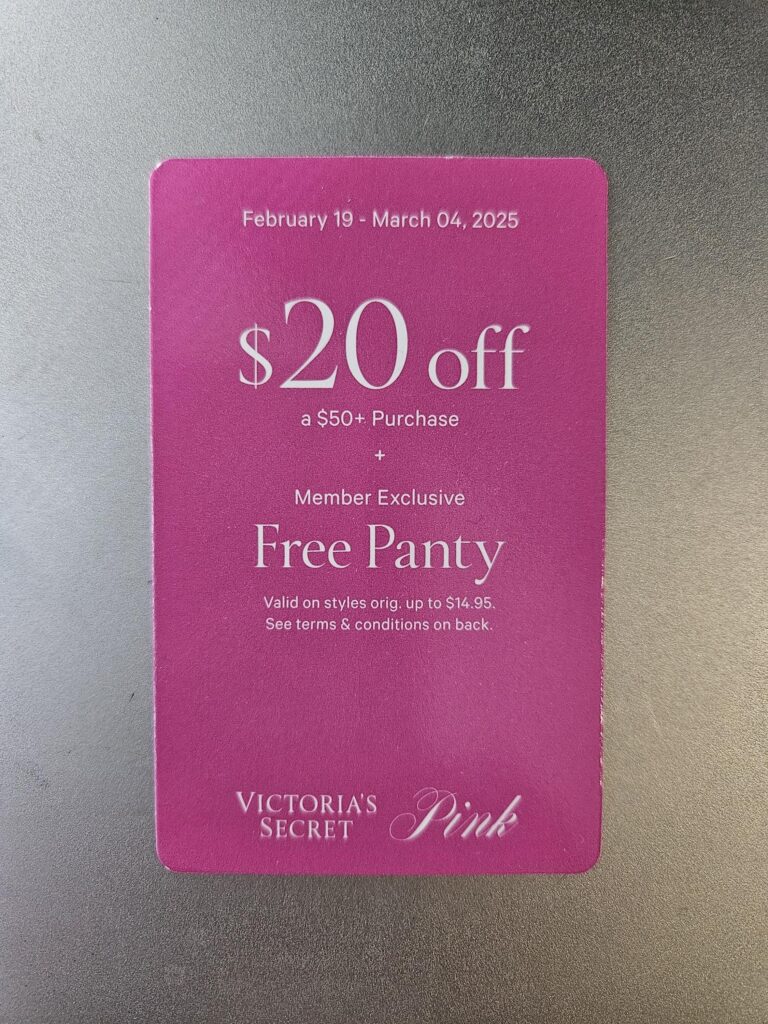 February 19 - March 04, 2025
$20 off
a $50+ Purchase
+
Member Exclusive
Free Panty
Valid on styles orig. up to $14.95.
See terms & conditions on back.
VICTORIA'S
SECRET
Pink